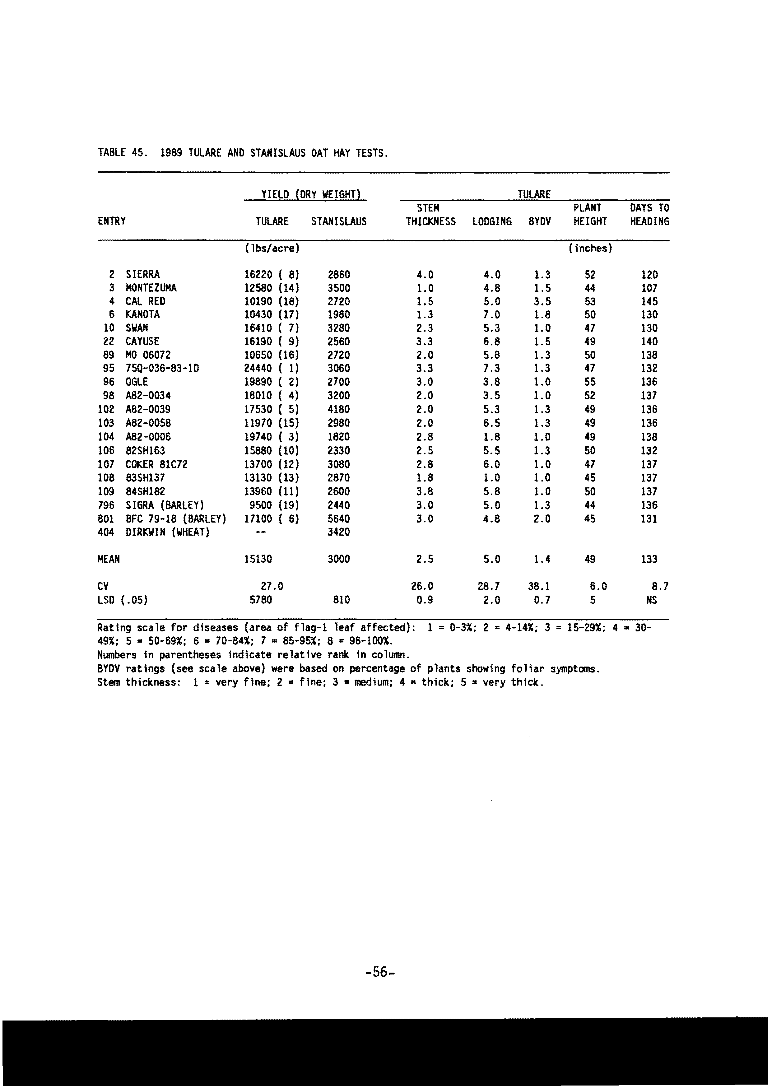 TABLE 45. 1989 TULARE AND STANISLAUS OAT HAY TESTS.
YIELD (DRY WEIGHT) TULARE
STEM PLANT DAYS TO
ENTRY TULARE STANISLAUS THICKNESS LODGING BYDV HEIGHT HEADING
(lbs/acre) (inches)
2 SIERRA 16220 ( 8) 2860 4.0 4.0 1.3 52 120
3 MONTEZUMA 12580 (14) 3500 1.0 4.8 1.5 44 107
4 CAL RED 10190 (18) 2720 1.5 5.0 3.5 53 145
6 KANOTA 10430 (17) 1980 1.3 7.0 1.8 50 130
10 SWAN 16410 ( 7) 3280 2.3 5.3 1.0 47 130
22 CAYUSE 16190 ( 9) 2560 3.3 6.8 1.5 49 140
89 MO 06072 10650 (16) 2720 2.0 5.8 1.3 50 138
95 75Q-036-83-1D 24440 ( 1) 3060 3.3 7.3 1.3 47 132
96 OGLE 19890 ( 2) 2700 3.0 3.8 1.0 55 136
98 A82-0034 18010 ( 4) 3200 2.0 3.5 1.0 52 137
102 A82-0039 17530 ( 5) 4180 2.0 5.3 1.3 49 136
103 A82-0058 11970 (15) 2980 2.0 6.5 1.3 49 136
104 A82-0006 19740 ( 3) 1820 2.8 1.8 1.0 49 138
106 82SH163 15880 (10) 2330 2.5 5.5 1.3 50 132
107 COKER 81C72 13700 (12) 3080 2.8 6.0 1.0 47 137
108 83SH137 13130 (13) 2870 1.8 1.0 1.0 45 137
109 84SH182 13960 (11) 2600 3.8 5.8 1.0 50 137
796 SIGRA (BARLEY) 9500 (19) 2440 3.0 5.0 1.3 44 136
801 BFC 79-18 (BARLEY) 17100 ( 6) 5640 3.0 4.8 2.0 45 131
404 DIRKWIN (WHEAT) -- 3420
MEAN 15130 3000 2.5 5.0 1.4 49 133
CV 27.0 26.0 28.7 38.1 6.0 8.7
LSD (.05) 5780 810 0.9 2.0 0.7 5 NS
Rating scale for diseases (area of flag-1 leaf affected): 1 = 0-3%; 2 = 4-14%; 3 = 15-29%; 4 = 30-
49%; 5 = 50-69%; 6 = 70-84%; 7 = 85-95%; 8 = 96-100%.
Numbers in parentheses indicate relative rank in column.
BYDV ratings (see scale above) were based on percentage of plants showing foliar symptoms.
Stem thickness: 1 = very fine; 2 = fine; 3 = medium; 4 = thick; 5 = very thick.
-56-